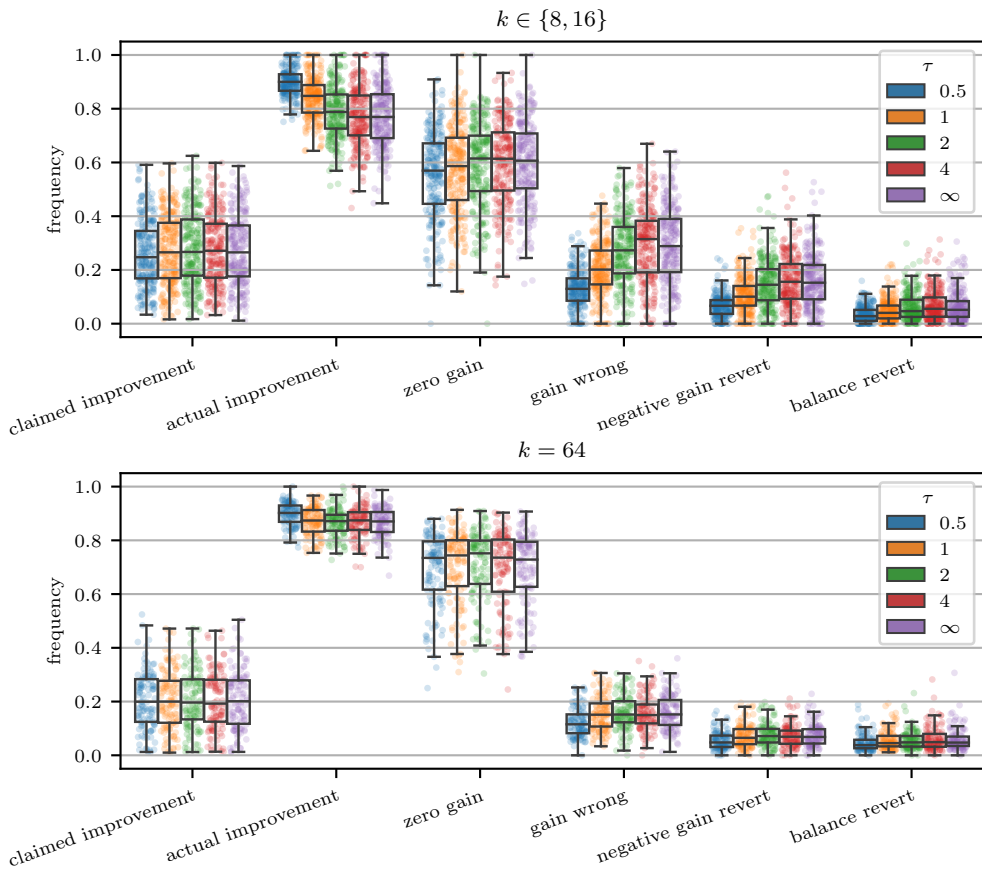 k ∈ {8, 16}
frequency
1.0
0.8
0.6
0.4
0.2
0.0
τ
0.5
1
2
4
∞
claimed improvement
actual improvement
zero gain
gain wrong
negative gain revert
balance revert
k = 64
frequency
1.0
0.8
0.6
0.4
0.2
0.0
τ
0.5
1
2
4
∞
claimed improvement
actual improvement
zero gain
gain wrong
negative gain revert
balance revert